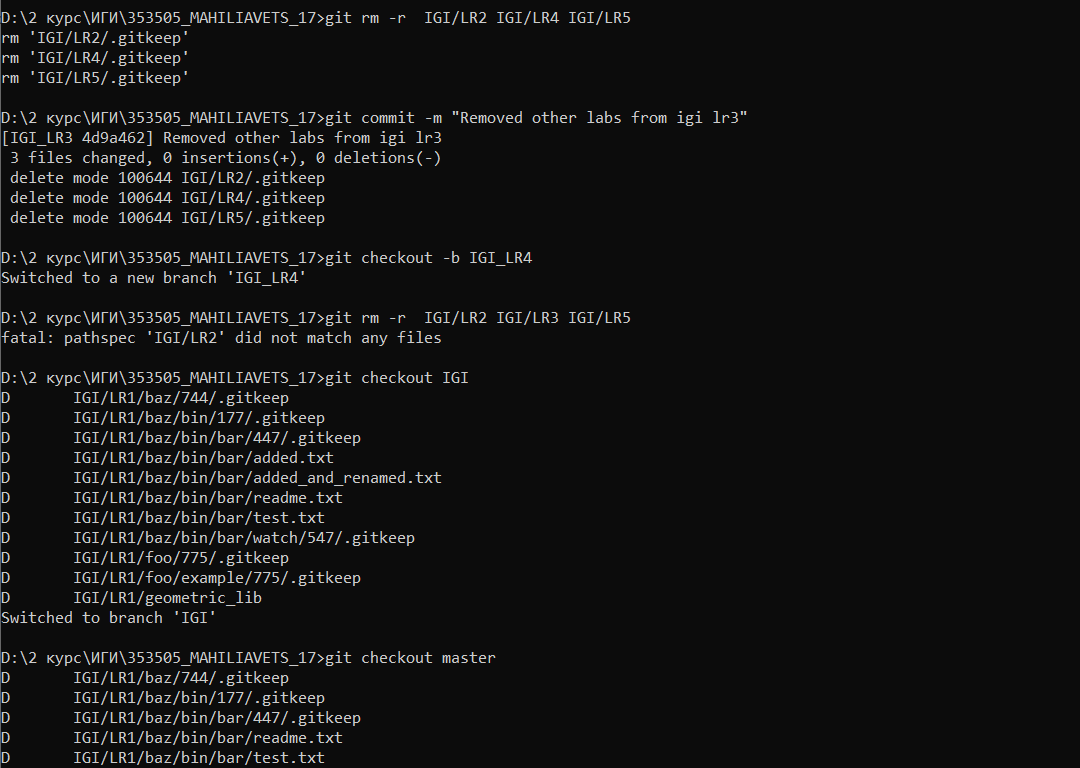 D:\2 курс\ИГИ\353505_MAHILIAVETS_17>git rm -r  IGI/LR2 IGI/LR4 IGI/LR5
rm 'IGI/LR2/.gitkeep'
rm 'IGI/LR4/.gitkeep'
rm 'IGI/LR5/.gitkeep'
D:\2 курс\ИГИ\353505_MAHILIAVETS_17>git commit -m "Removed other labs from igi lr3"
[IGI_LR3 4d9a462] Removed other labs from igi lr3
 3 files changed, 0 insertions(+), 0 deletions(-)
 delete mode 100644 IGI/LR2/.gitkeep
 delete mode 100644 IGI/LR4/.gitkeep
 delete mode 100644 IGI/LR5/.gitkeep
D:\2 курс\ИГИ\353505_MAHILIAVETS_17>git checkout -b IGI_LR4
Switched to a new branch 'IGI_LR4'
D:\2 курс\ИГИ\353505_MAHILIAVETS_17>git rm -r  IGI/LR2 IGI/LR3 IGI/LR5
fatal: pathspec 'IGI/LR2' did not match any files
D:\2 курс\ИГИ\353505_MAHILIAVETS_17>git checkout IGI
D       IGI/LR1/baz/744/.gitkeep
D       IGI/LR1/baz/bin/177/.gitkeep
D       IGI/LR1/baz/bin/bar/447/.gitkeep
D       IGI/LR1/baz/bin/bar/added.txt
D       IGI/LR1/baz/bin/bar/added_and_renamed.txt
D       IGI/LR1/baz/bin/bar/readme.txt
D       IGI/LR1/baz/bin/bar/test.txt
D       IGI/LR1/baz/bin/bar/watch/547/.gitkeep
D       IGI/LR1/foo/775/.gitkeep
D       IGI/LR1/foo/example/775/.gitkeep
D       IGI/LR1/geometric_lib
Switched to branch 'IGI'
D:\2 курс\ИГИ\353505_MAHILIAVETS_17>git checkout master
D       IGI/LR1/baz/744/.gitkeep
D       IGI/LR1/baz/bin/177/.gitkeep
D       IGI/LR1/baz/bin/bar/447/.gitkeep
D       IGI/LR1/baz/bin/bar/readme.txt
D       IGI/LR1/baz/bin/bar/test.txt